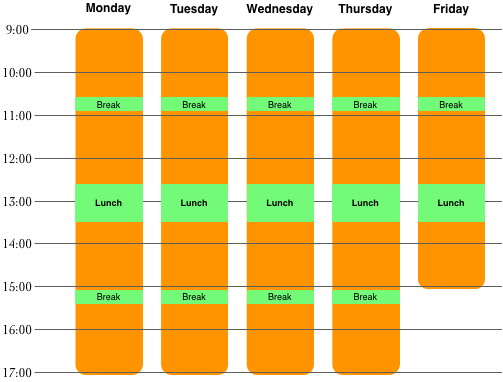 Monday Tuesday Wednesday Thursday Friday
9:00
10:00
Break Break Break Break Break
11:00
12:00
13:00 Lunch Lunch Lunch Lunch Lunch
14:00
15:00
Break Break Break Break
16:00
17:00